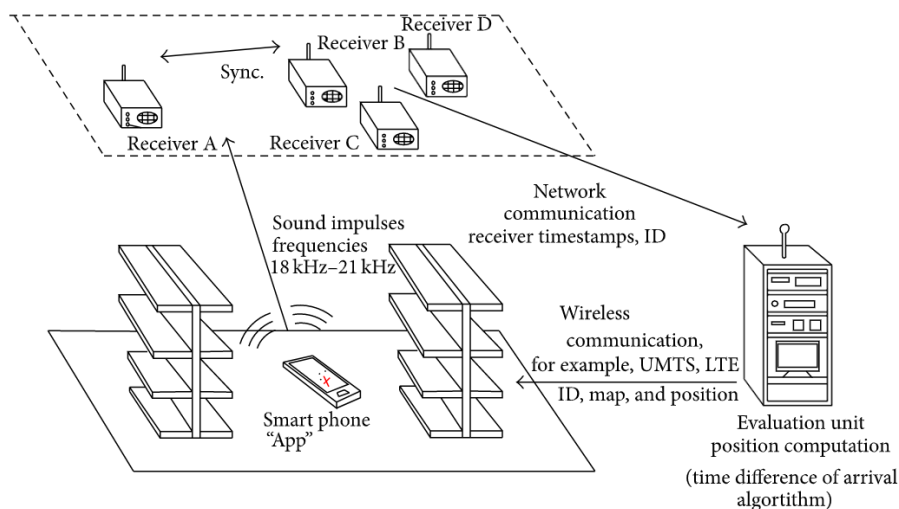 Receiver D
Receiver B
Sync.
Receiver A
Receiver C
Sound impulses
frequencies
18 kHz–21 kHz
Network
communication
receiver timestamps, ID
Wireless
communication,
for example, UMTS, LTE
ID, map, and position
Smart phone
“App”
Evaluation unit
position computation
(time difference of arrival
algortithm)